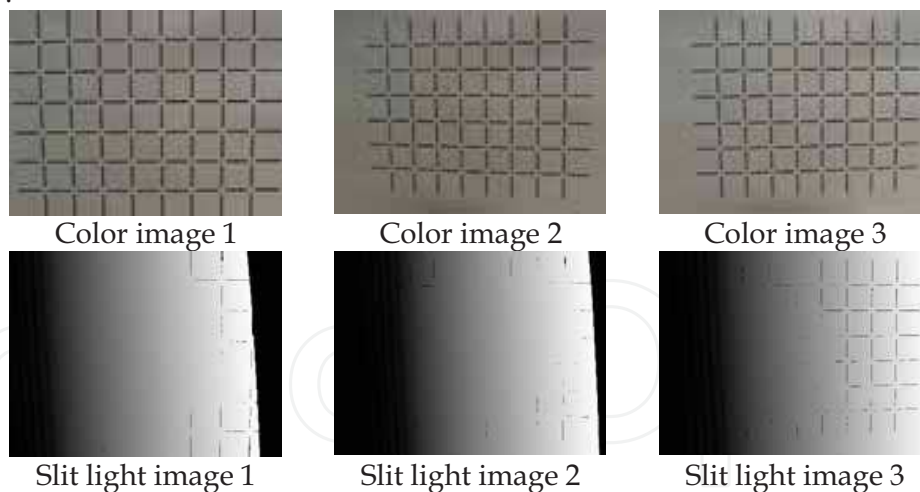 Color image 1
Color image 2
Color image 3
Slit light image 1
Slit light image 2
Slit light image 3